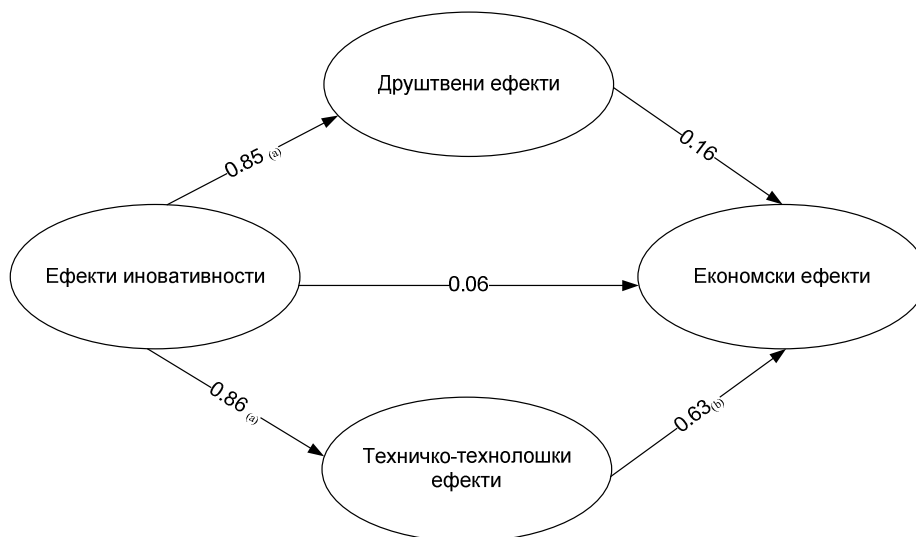 Друштвени ефекти
0.85 (a)
0.16
Ефекти иновативности
0.06
Економски ефекти
0.86 (a)
0.63 (b)
Техничко-технолошки
ефекти